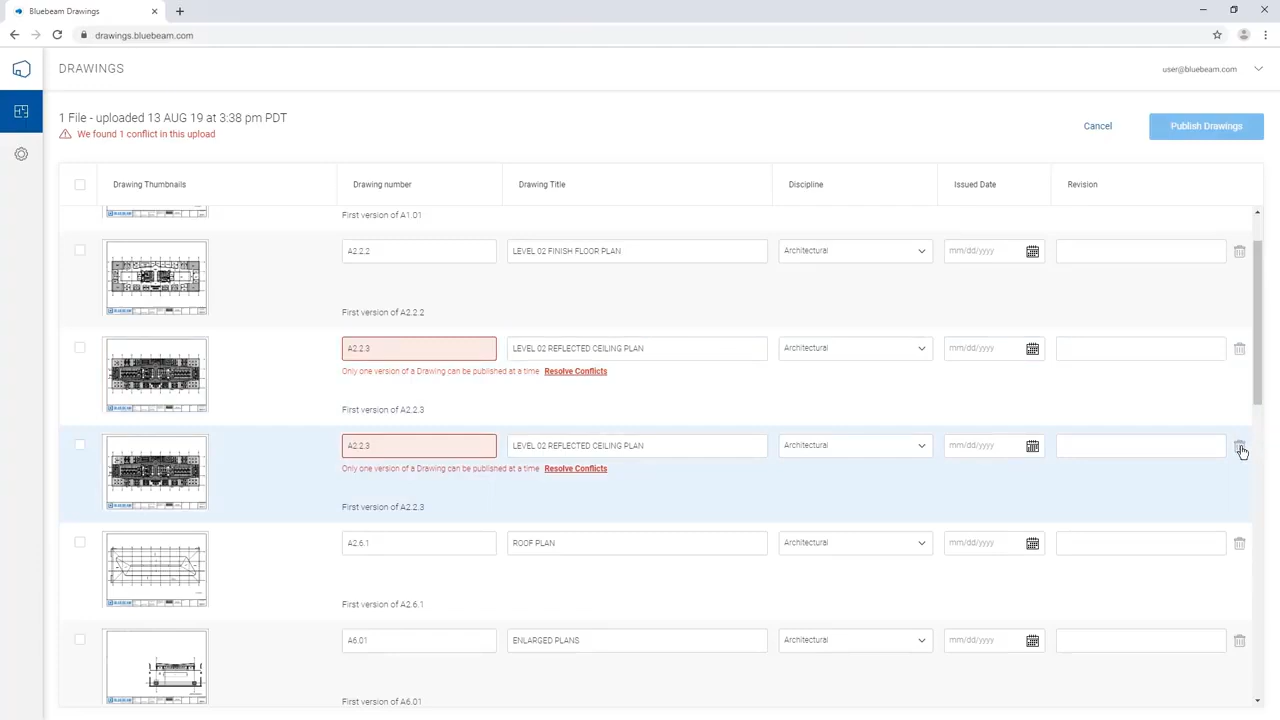 Bluebeam Drawings
drawings.bluebeam.com
DRAWINGS
user@bluebeam.com
1 File - uploaded 13 AUG 19 at 3:38 pm PDT
We found 1 conflict in this upload
Cancel
Publish Drawings
Drawing Thumbnails
Drawing number
Drawing Title
Discipline
Issued Date
Revision
First version of A1.01
A2.2.2
LEVEL 02 FINISH FLOOR PLAN
Architectural
mm/dd/yyyy
First version of A2.2.2
A2.2.3
LEVEL 02 REFLECTED CEILING PLAN
Architectural
mm/dd/yyyy
Only one version of a Drawing can be published at a time Resolve Conflicts
First version of A2.2.3
A2.2.3
LEVEL 02 REFLECTED CEILING PLAN
Architectural
mm/dd/yyyy
Only one version of a Drawing can be published at a time Resolve Conflicts
First version of A2.2.3
A2.6.1
ROOF PLAN
Architectural
mm/dd/yyyy
First version of A2.6.1
A6.01
ENLARGED PLANS
Architectural
mm/dd/yyyy
First version of A6.01